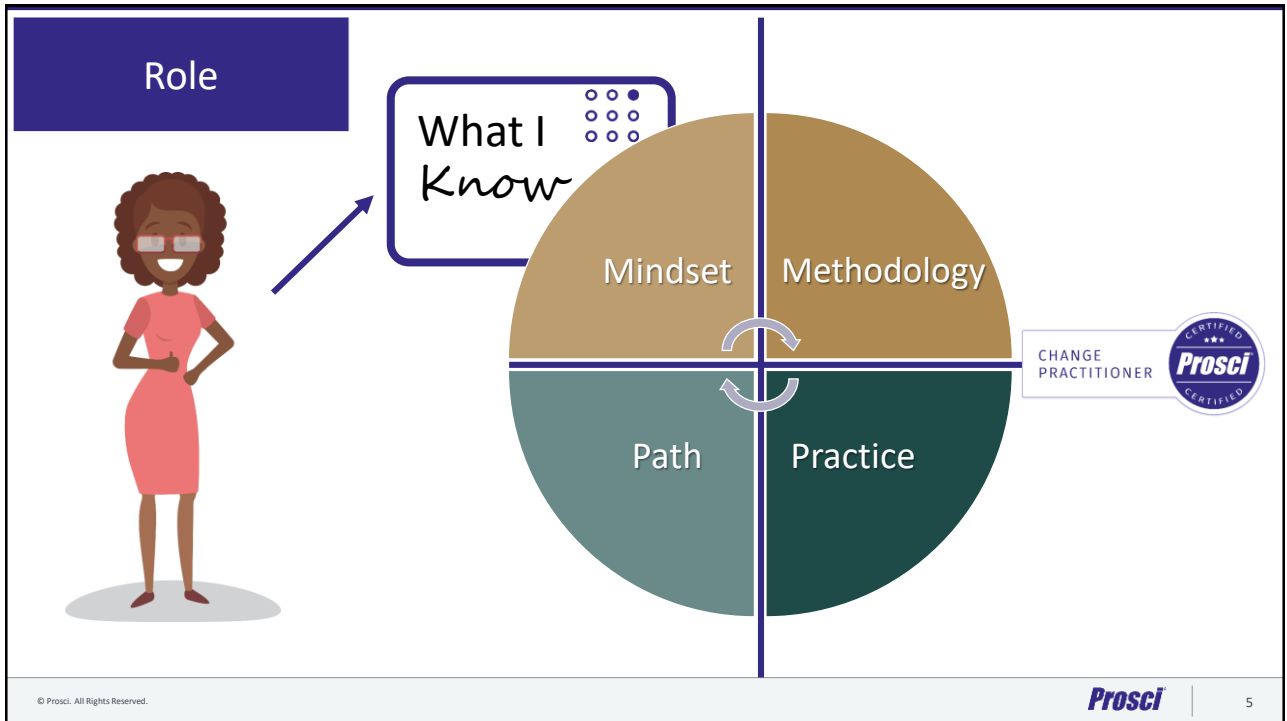 Role
What I
Know
Mindset
Methodology
Path
Practice
CHANGE
PRACTITIONER
CERTIFIED
Prosci
CERTIFIED
© Prosci. All Rights Reserved.
Prosci
5